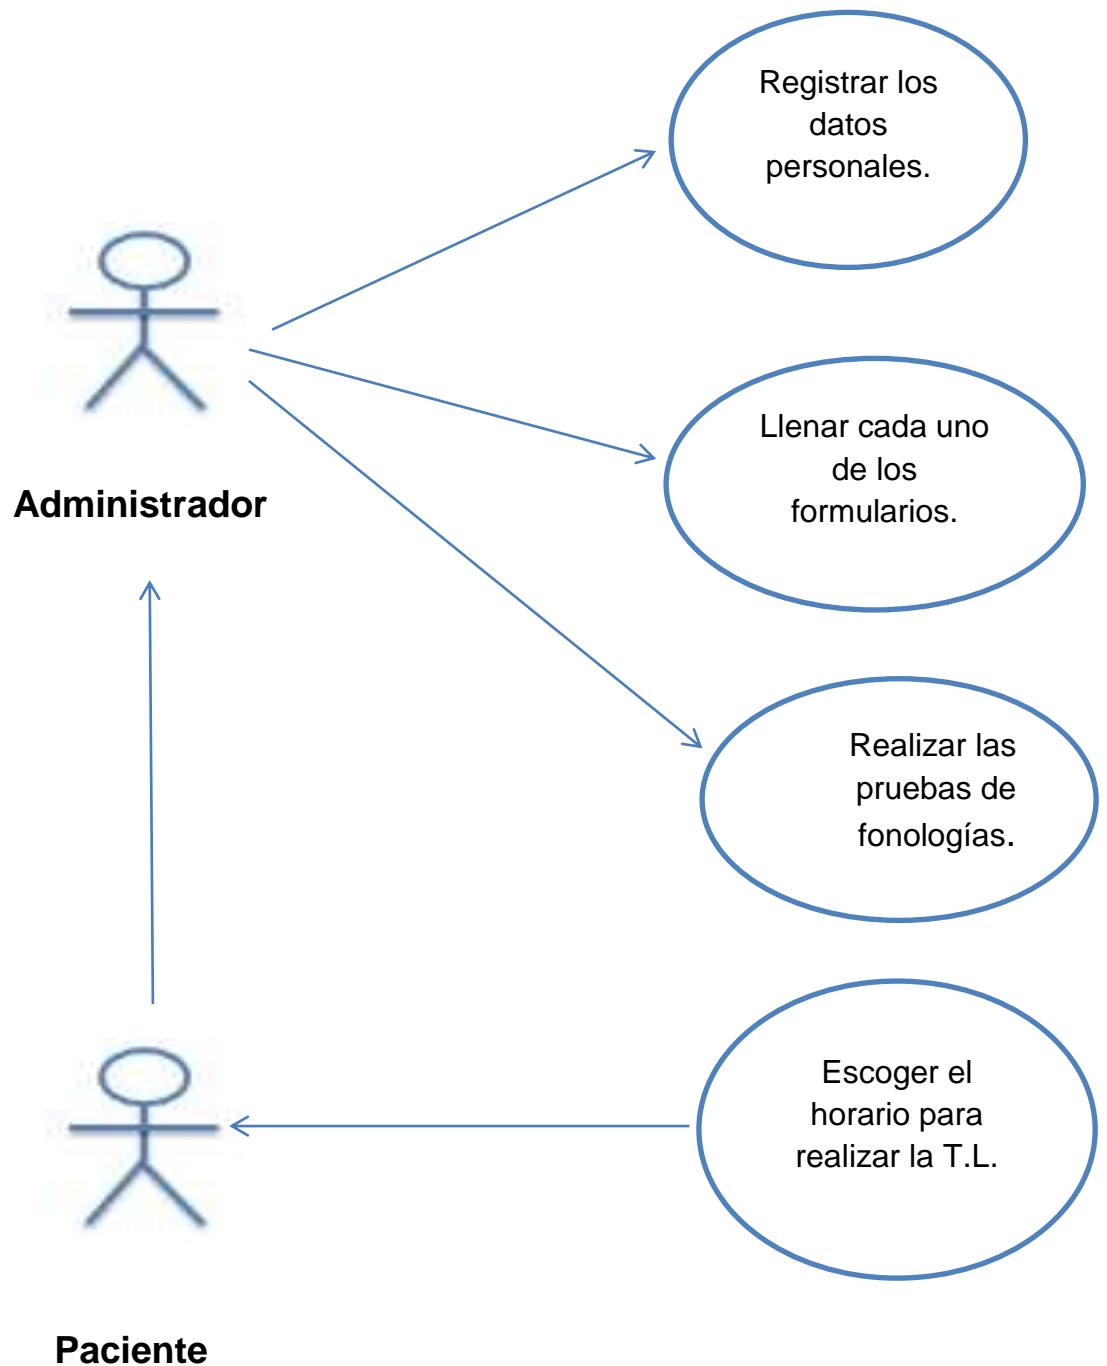 Registrar los
datos
personales.
Llenar cada uno
de los
formularios.
Administrador
Realizar las
pruebas de
fonologías.
Escoger el
horario para
realizar la T.L.
Paciente